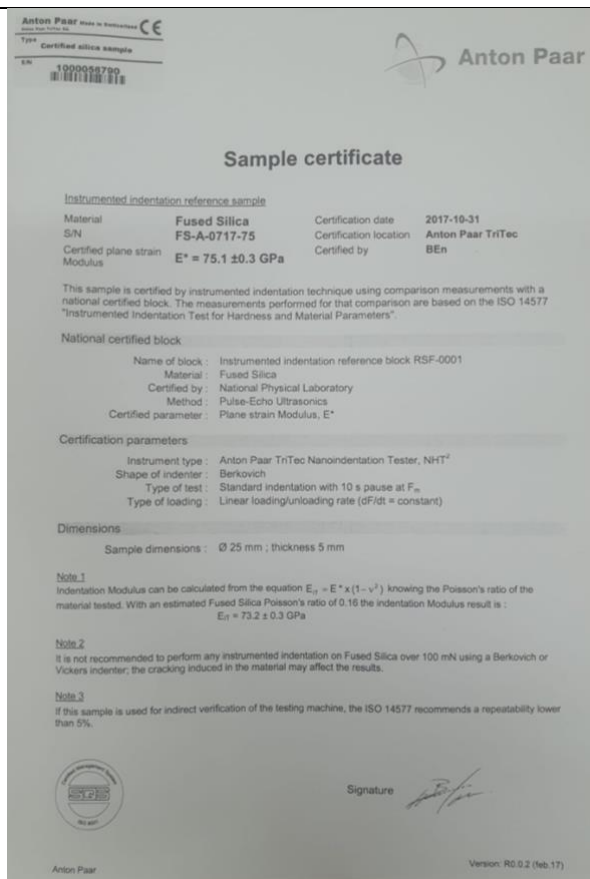 Anton Paar Made in Switzerland CE
Type
Certified silica sample
S/N
1000056790
Anton Paar
Sample certificate
Instrumented indentation reference sample
Material Fused Silica Certification date 2017-10-31
S/N FS-A-0717-75 Certification location Anton Paar TriTec
Certified plane strain Modulus E* = 75.1 ±0.3 GPa Certified by BEn
This sample is certified by instrumented indentation technique using comparison measurements with a
national certified block. The measurements performed for that comparison are based on the ISO 14577
"Instrumented Indentation Test for Hardness and Material Parameters".
National certified block
Name of block : Instrumented indentation reference block RSF-0001
Material : Fused Silica
Certified by : National Physical Laboratory
Method : Pulse-Echo Ultrasonics
Certified parameter : Plane strain Modulus, E*
Certification parameters
Instrument type : Anton Paar TriTec Nanoindentation Tester, NHT²
Shape of indenter : Berkovich
Type of test : Standard indentation with 10 s pause at Fₘ
Type of loading : Linear loading/unloading rate (dF/dt = constant)
Dimensions
Sample dimensions : Ø 25 mm ; thickness 5 mm
Note 1
Indentation Modulus can be calculated from the equation E_IT = E* x (1- ν²) knowing the Poisson's ratio of the
material tested. With an estimated Fused Silica Poisson's ratio of 0.16 the indentation Modulus result is :
E_IT = 73.2 ± 0.3 GPa
Note 2
It is not recommended to perform any instrumented indentation on Fused Silica over 100 mN using a Berkovich or
Vickers indenter; the cracking induced in the material may affect the results.
Note 3
If this sample is used for indirect verification of the testing machine, the ISO 14577 recommends a repeatability lower
than 5%.
SGS
Signature
Anton Paar
Version: R0.0.2 (feb.17)